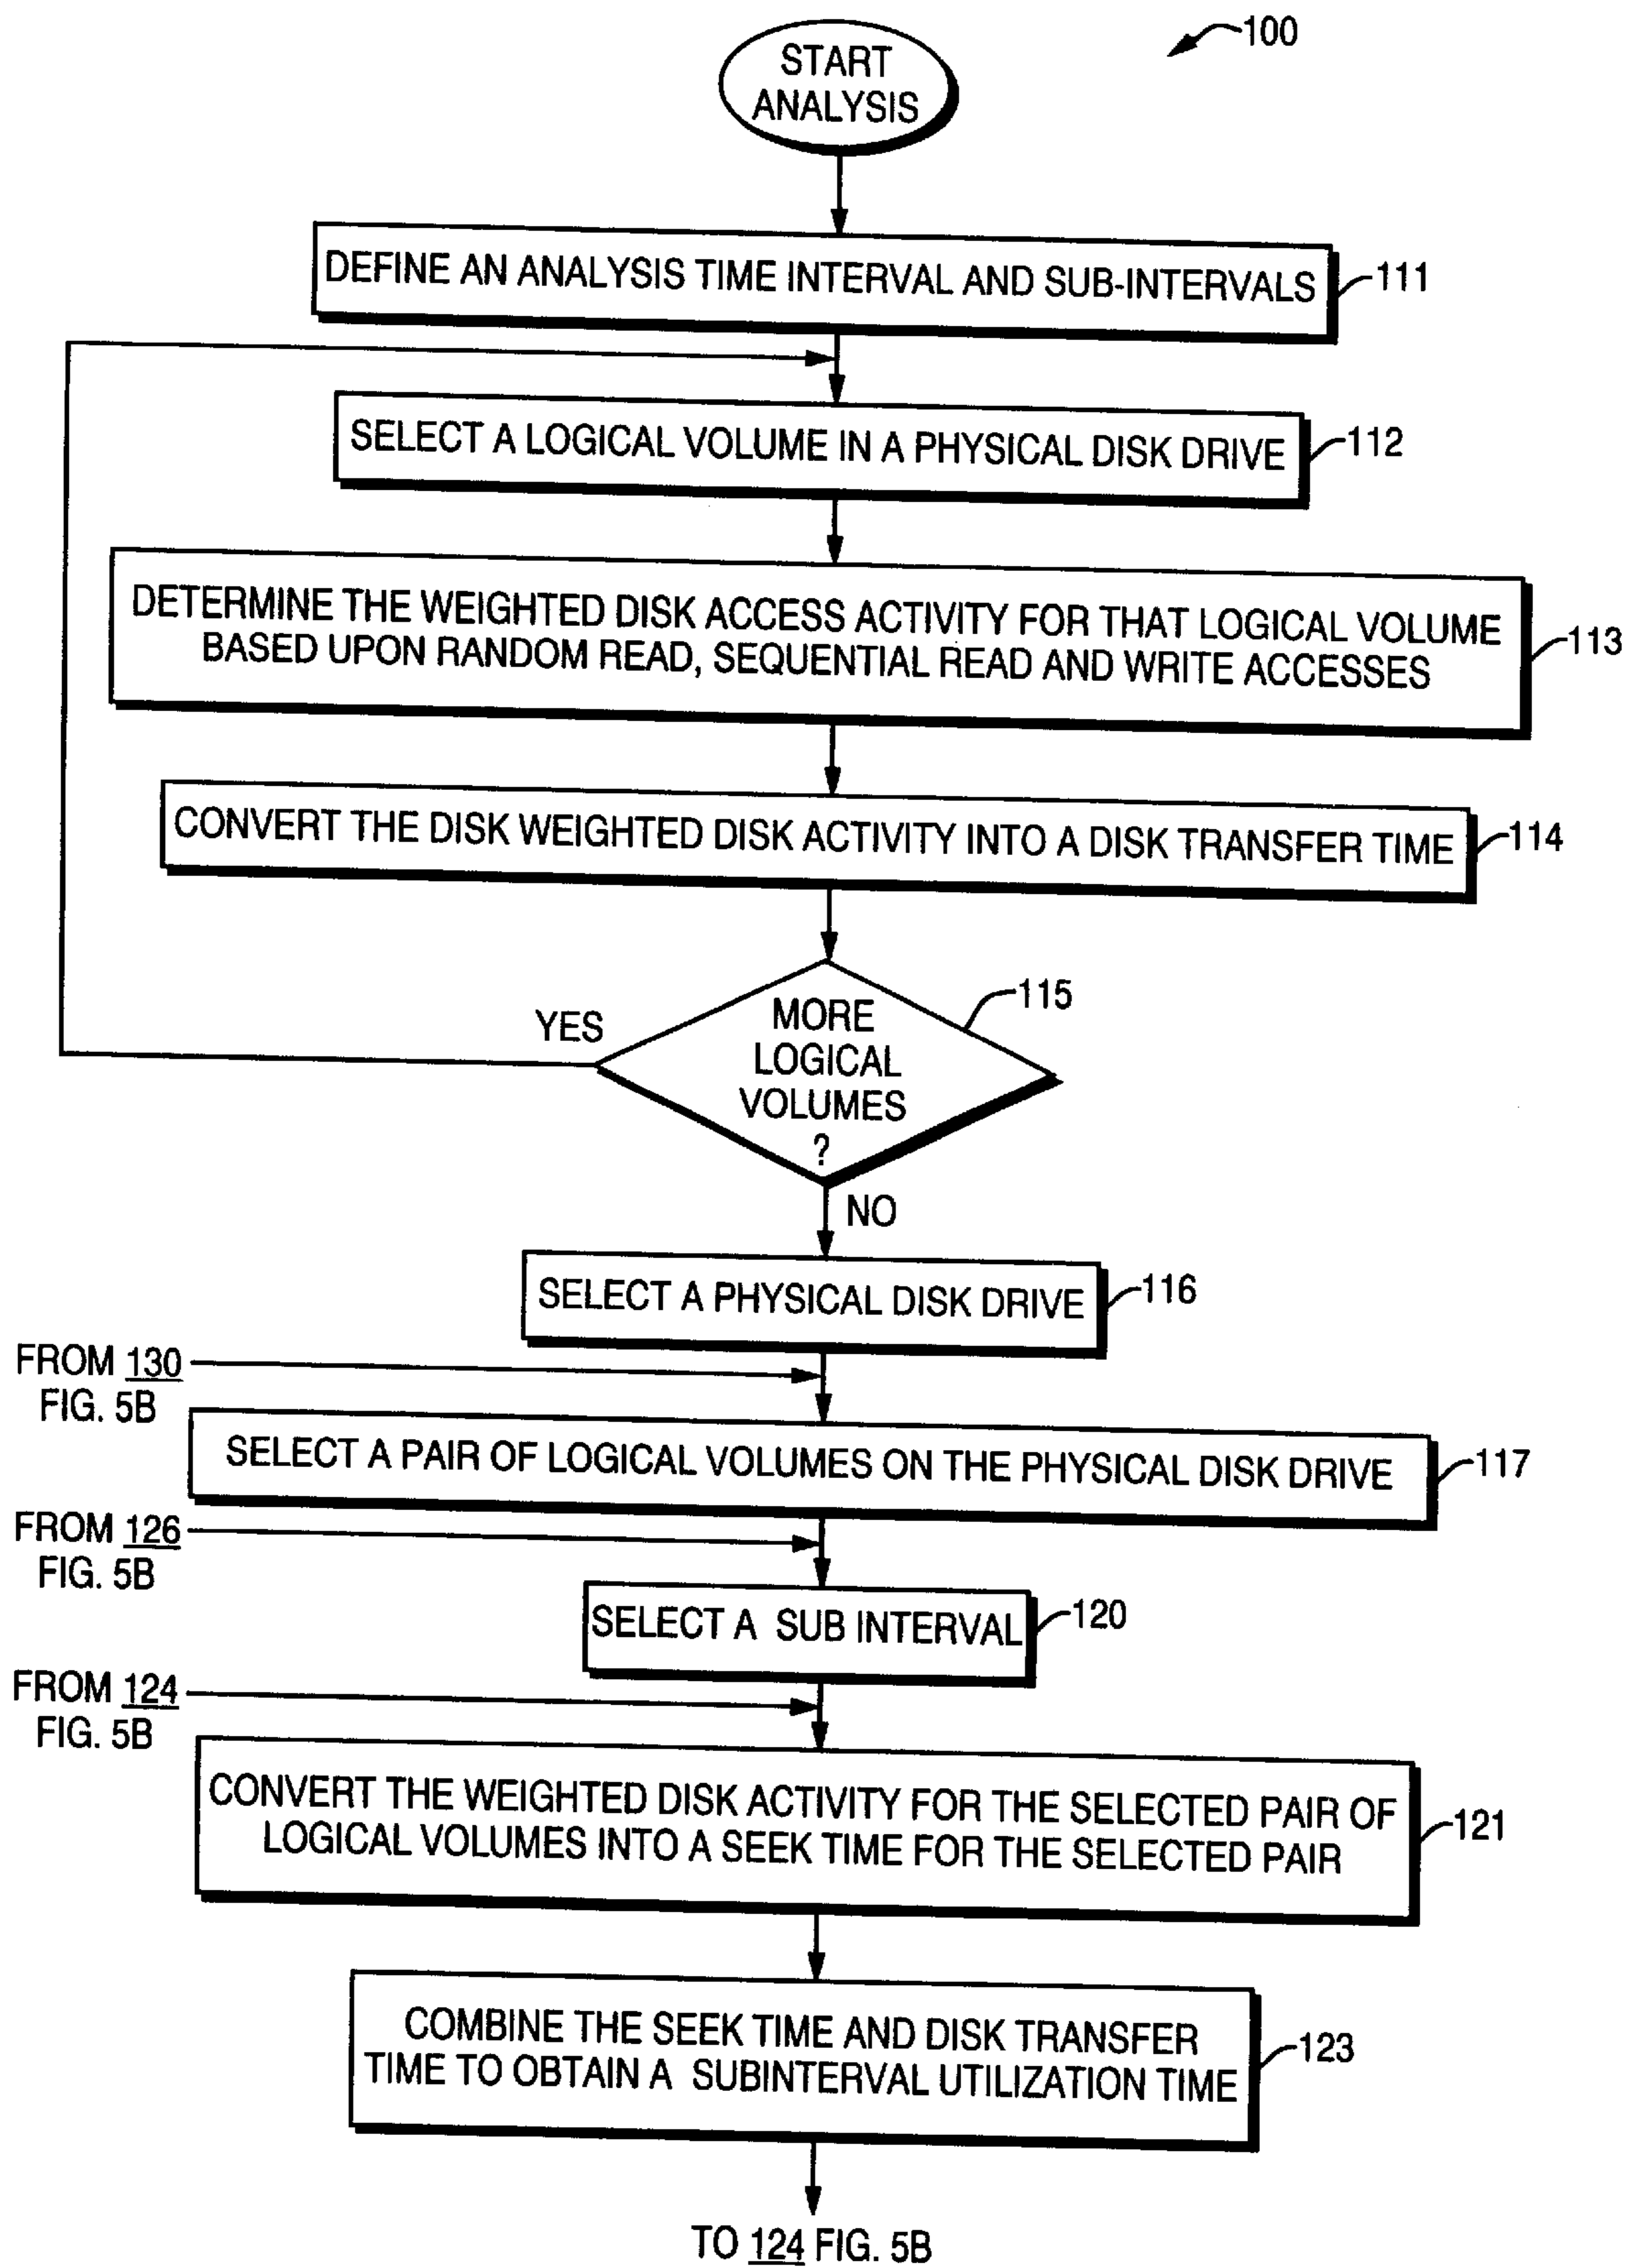 100
START
ANALYSIS
DEFINE AN ANALYSIS TIME INTERVAL AND SUB-INTERVALS
111
SELECT A LOGICAL VOLUME IN A PHYSICAL DISK DRIVE
112
DETERMINE THE WEIGHTED DISK ACCESS ACTIVITY FOR THAT LOGICAL VOLUME
BASED UPON RANDOM READ, SEQUENTIAL READ AND WRITE ACCESSES
113
CONVERT THE DISK WEIGHTED DISK ACTIVITY INTO A DISK TRANSFER TIME
114
115
YES
MORE
LOGICAL
VOLUMES
?
NO
SELECT A PHYSICAL DISK DRIVE
116
FROM 130
FIG. 5B
SELECT A PAIR OF LOGICAL VOLUMES ON THE PHYSICAL DISK DRIVE
117
FROM 126
FIG. 5B
SELECT A SUB INTERVAL
120
FROM 124
FIG. 5B
CONVERT THE WEIGHTED DISK ACTIVITY FOR THE SELECTED PAIR OF
LOGICAL VOLUMES INTO A SEEK TIME FOR THE SELECTED PAIR
121
COMBINE THE SEEK TIME AND DISK TRANSFER
TIME TO OBTAIN A SUBINTERVAL UTILIZATION TIME
123
TO 124 FIG. 5B